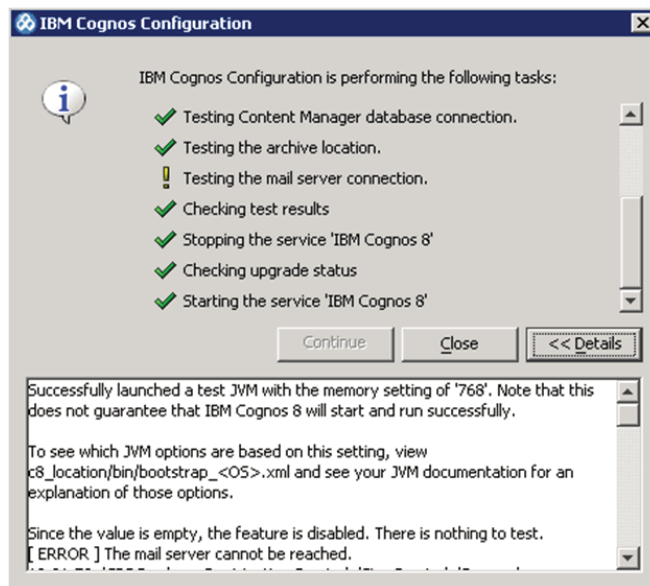 IBM Cognos Configuration
IBM Cognos Configuration is performing the following tasks:
Testing Content Manager database connection.
Testing the archive location.
Testing the mail server connection.
Checking test results
Stopping the service 'IBM Cognos 8'
Checking upgrade status
Starting the service 'IBM Cognos 8'
Continue
Close
<< Details
Successfully launched a test JVM with the memory setting of '768'. Note that this
does not guarantee that IBM Cognos 8 will start and run successfully.
To see which JVM options are based on this setting, view
c8_location/bin/bootstrap_<OS>.xml and see your JVM documentation for an
explanation of those options.
Since the value is empty, the feature is disabled. There is nothing to test.
[ ERROR ] The mail server cannot be reached.